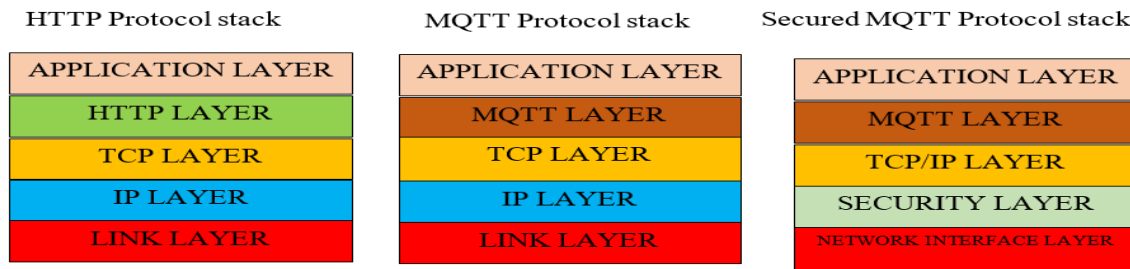 HTTP Protocol stack
APPLICATION LAYER
HTTP LAYER
TCP LAYER
IP LAYER
LINK LAYER
MQTT Protocol stack
APPLICATION LAYER
MQTT LAYER
TCP LAYER
IP LAYER
LINK LAYER
Secured MQTT Protocol stack
APPLICATION LAYER
MQTT LAYER
TCP/IP LAYER
SECURITY LAYER
NETWORK INTERFACE LAYER